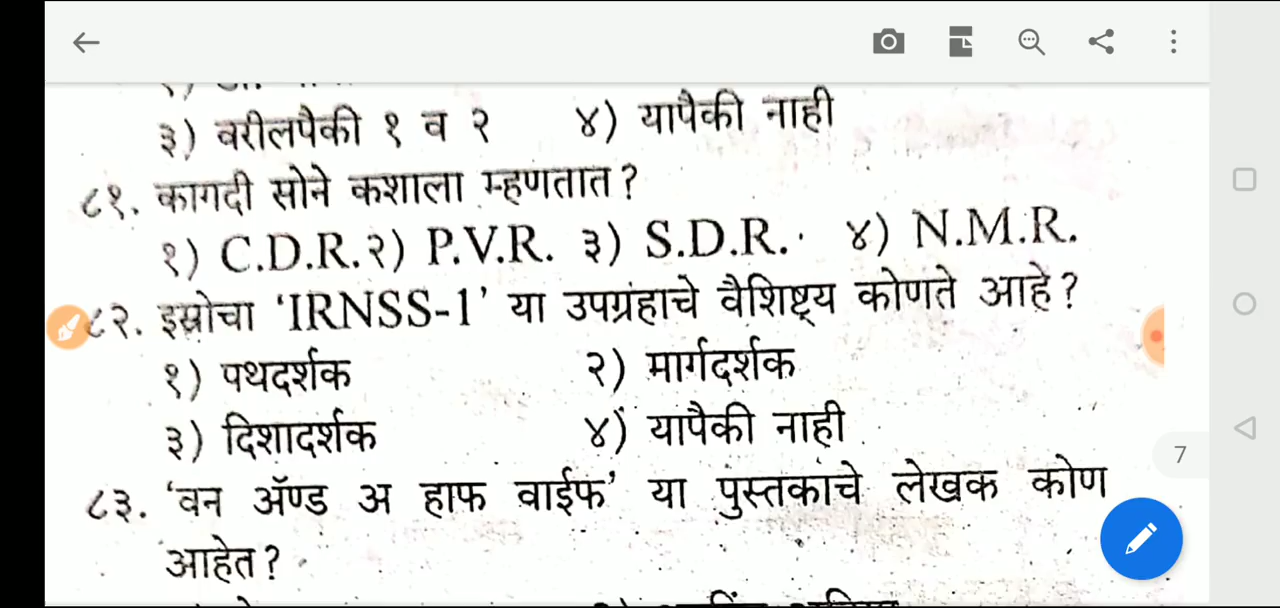 ३) वरीलपैकी १ व २ ४) यापैकी नाही
८१. कागदी सोने कशाला म्हणतात ?
१) C.D.R. २) P.V.R. ३) S.D.R. ४) N.M.R.
८२. इस्रोचा 'IRNSS-1' या उपग्रहाचे वैशिष्ट्य कोणते आहे ?
१) पथदर्शक २) मार्गदर्शक
३) दिशादर्शक ४) यापैकी नाही
7
८३. 'वन ॲण्ड अ हाफ वाईफ' या पुस्तकाचे लेखक कोण
आहेत ?